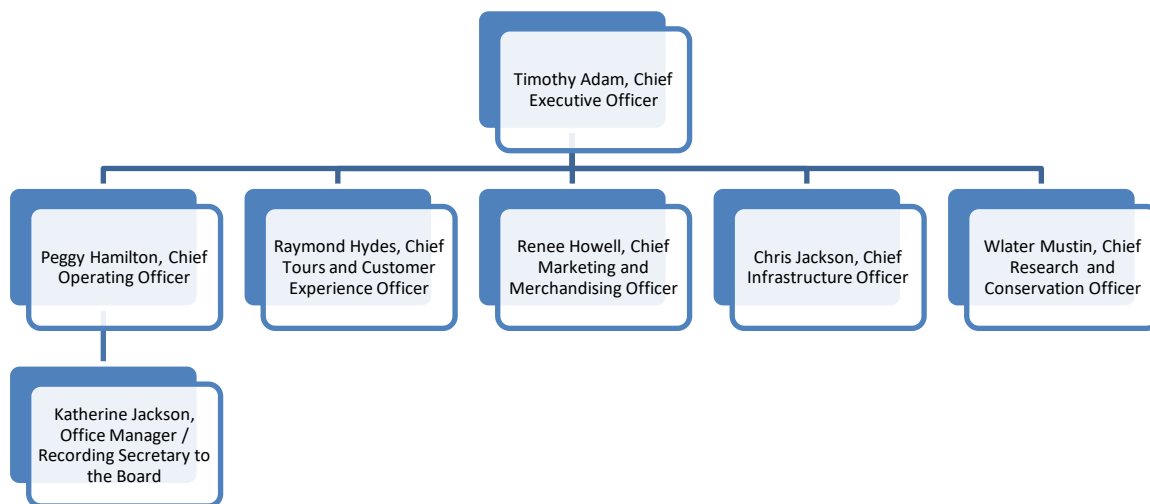 Timothy Adam, Chief
Executive Officer
Peggy Hamilton, Chief
Operating Officer
Raymond Hydes, Chief
Tours and Customer
Experience Officer
Renee Howell, Chief
Marketing and
Merchandising Officer
Chris Jackson, Chief
Infrastructure Officer
Wlater Mustin, Chief
Research and
Conservation Officer
Katherine Jackson,
Office Manager /
Recording Secretary to
the Board